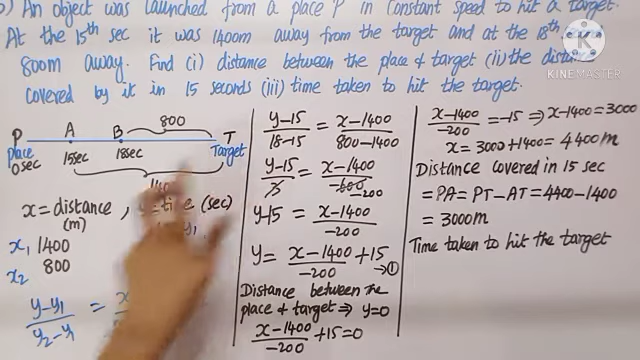 ) An object was launched from a place P in constant speed to hit a target.
At the 15th sec it was 1400m away from the target and at the 18th
800m away. Find (i) distance between the place & target (ii) the
covered by it in 15 seconds (iii) time taken to hit the target.
KINEMASTER
800
P A B T
Place 15sec 18sec Target
0sec
x = distance, time (sec)
(m)
x₁ 1400 y₁
x₂ 800
y-y₁/y₂-y₁ =
y-15/18-15 = x-1400/800-1400
y-15/3 = x-1400/-600 -200
y-15 = x-1400/-200
y = x-1400/-200 +15 →①
Distance between the
place & target ⇒ y=0
x-1400/-200 +15=0
x-1400/-200 = -15 ⇒ x-1400 = 3000
x = 3000+1400 = 4400m
Distance covered in 15 sec
= PA = PT-AT = 4400-1400
= 3000m
Time taken to hit the target